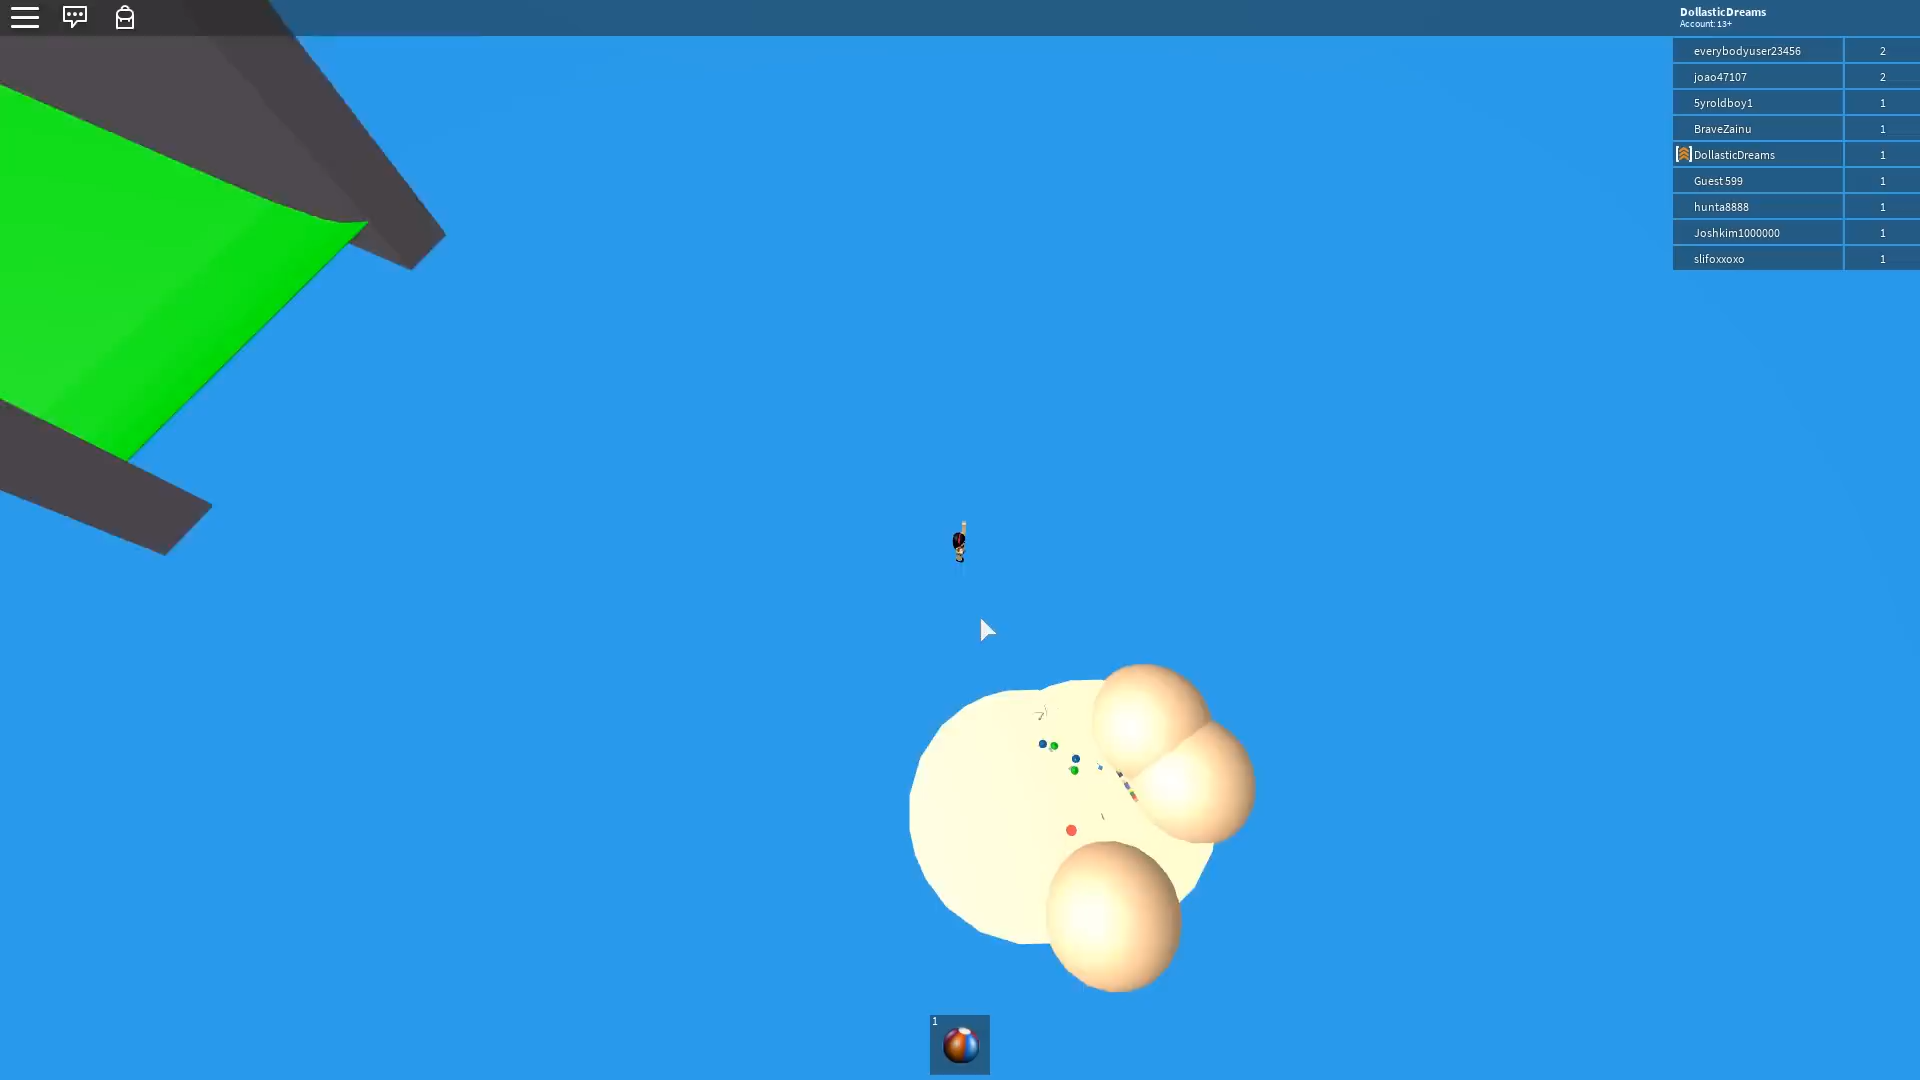 DollasticDreams
Account: 13+
everybodyuser23456 2
joao47107 2
5yroldboy1 1
BraveZainu 1
DollasticDreams 1
Guest 599 1
hunta8888 1
Joshkim1000000 1
slifoxxoxo 1
1